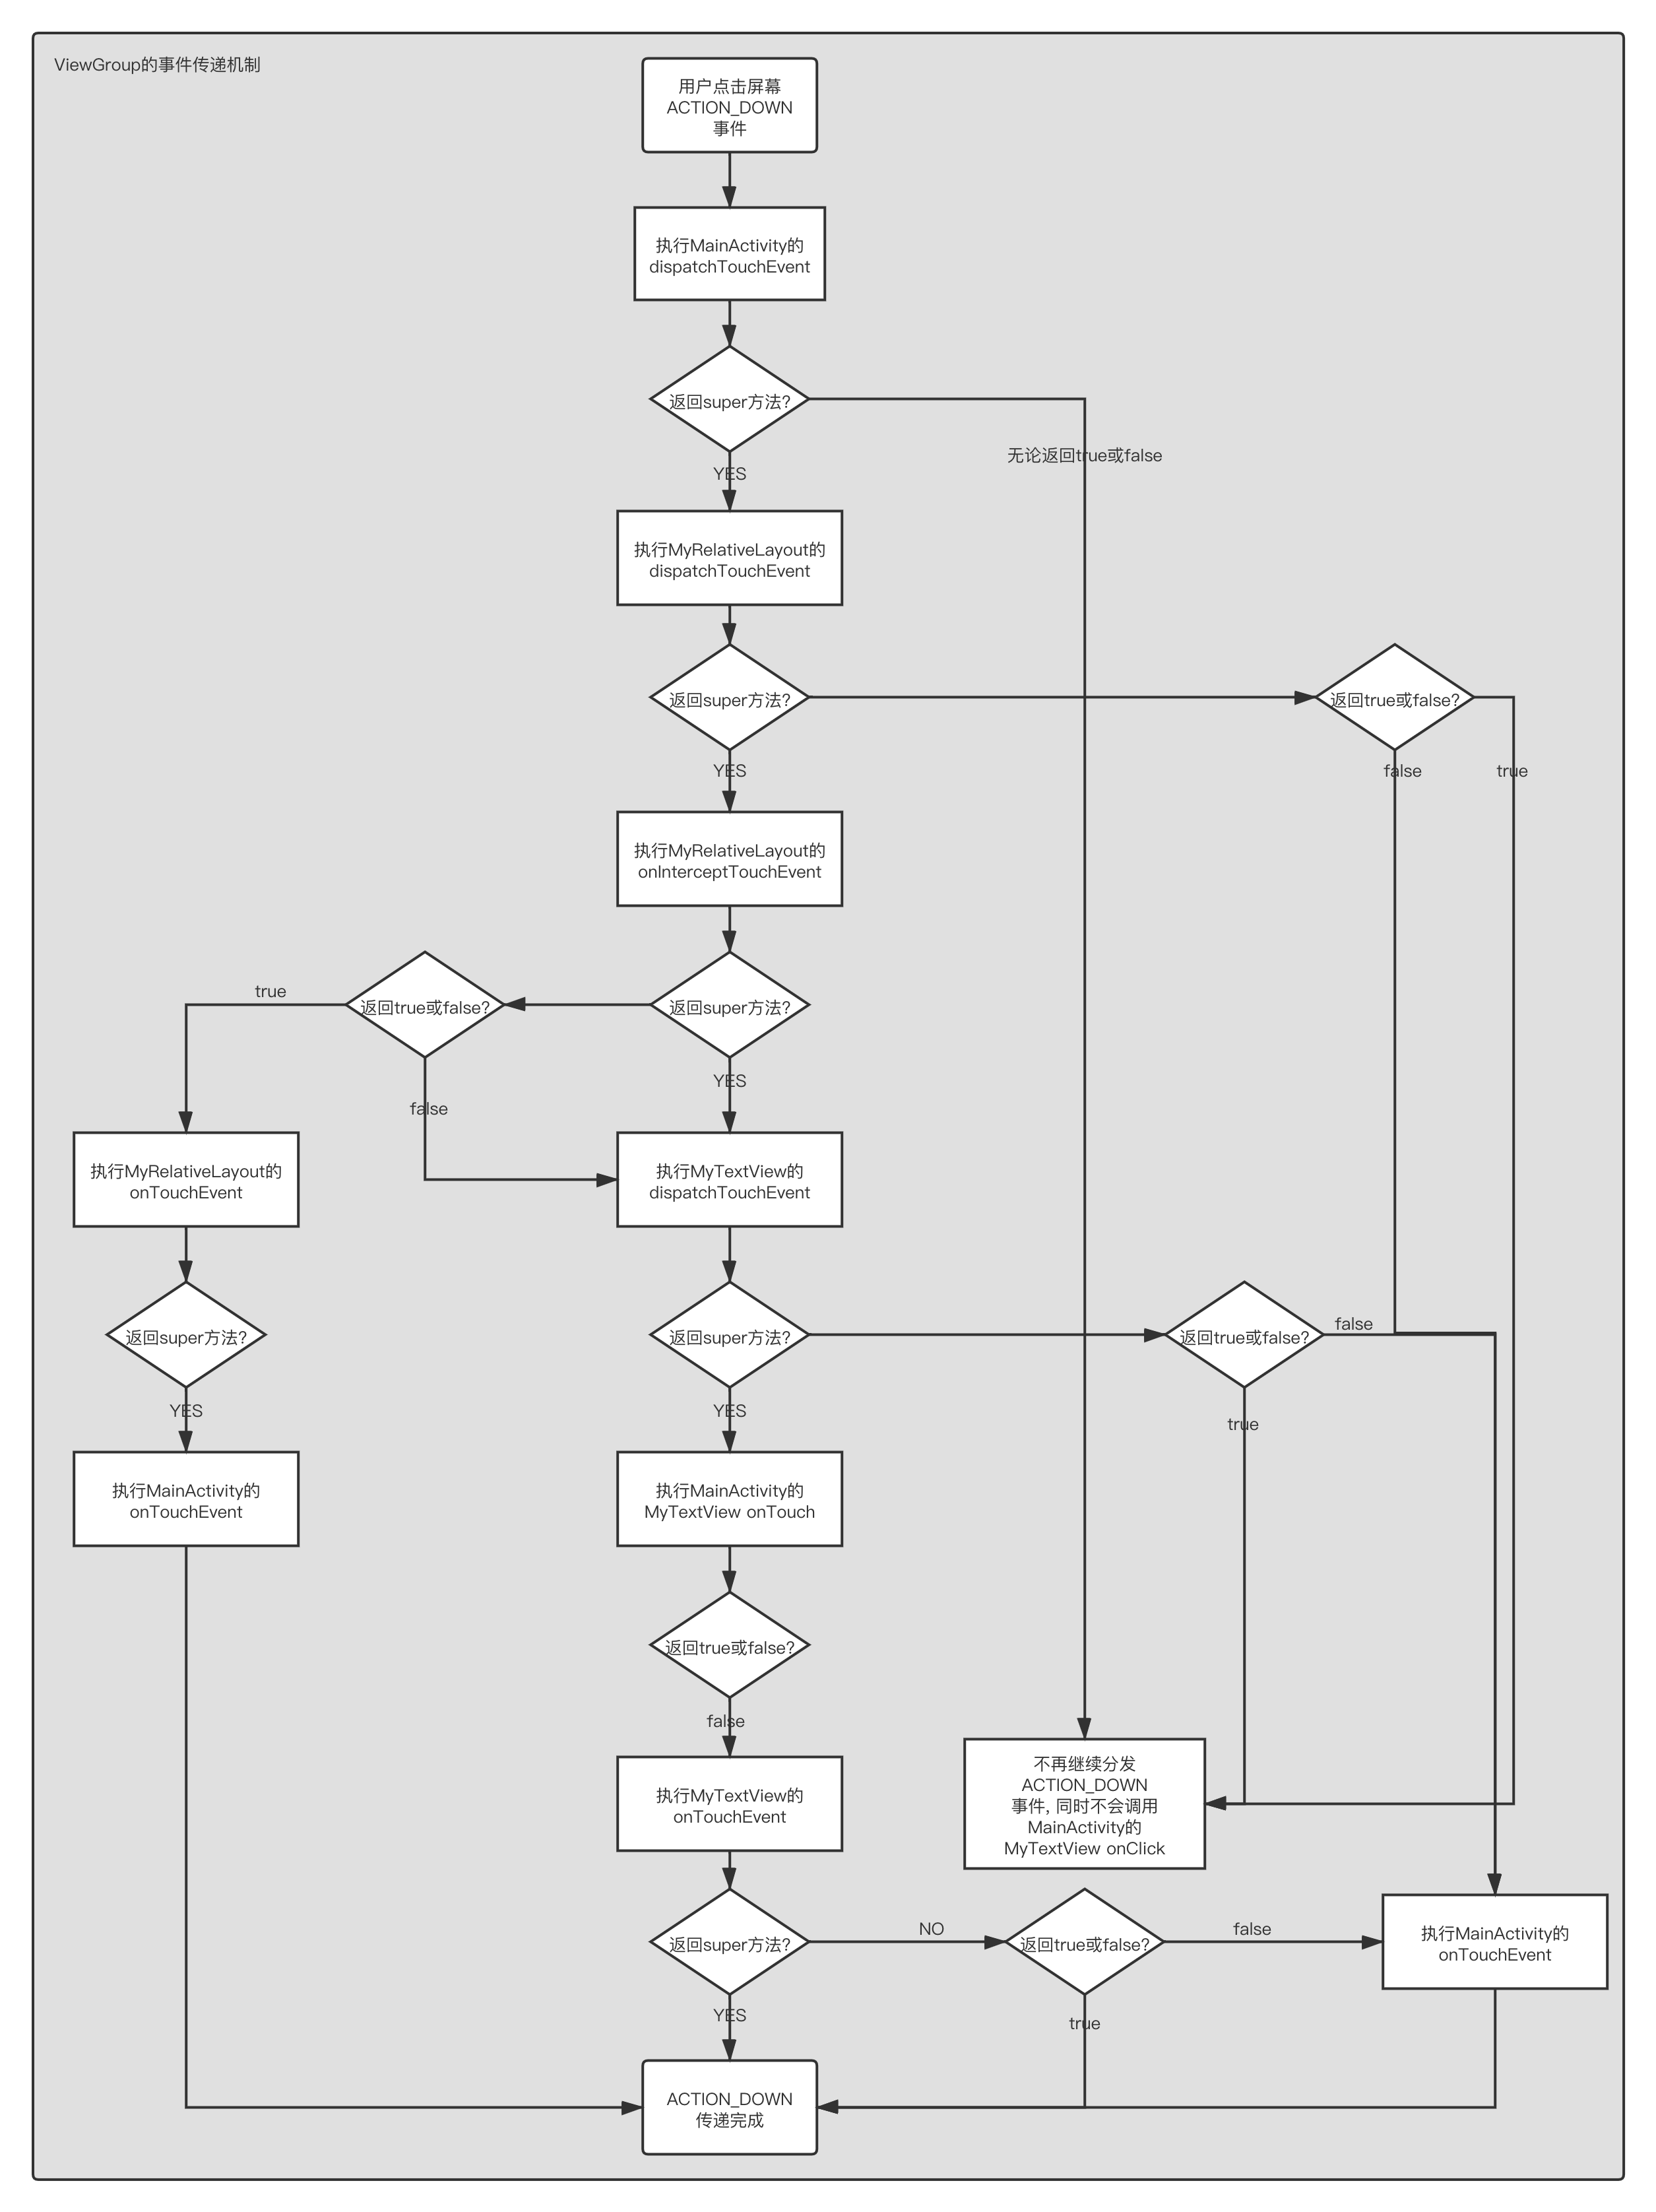 ViewGroup的事件传递机制
用户点击屏幕
ACTION_DOWN
事件
执行MainActivity的
dispatchTouchEvent
返回super方法?
无论返回true或false
YES
执行MyRelativeLayout的
dispatchTouchEvent
返回super方法?
返回true或false?
YES
false
true
执行MyRelativeLayout的
onInterceptTouchEvent
true
返回true或false?
返回super方法?
YES
false
执行MyRelativeLayout的
onTouchEvent
执行MyTextView的
dispatchTouchEvent
返回super方法?
返回super方法?
返回true或false?
false
YES
YES
true
执行MainActivity的
onTouchEvent
执行MainActivity的
MyTextView onTouch
返回true或false?
false
执行MyTextView的
onTouchEvent
不再继续分发
ACTION_DOWN
事件, 同时不会调用
MainActivity的
MyTextView onClick
返回super方法?
NO
返回true或false?
false
执行MainActivity的
onTouchEvent
YES
true
ACTION_DOWN
传递完成